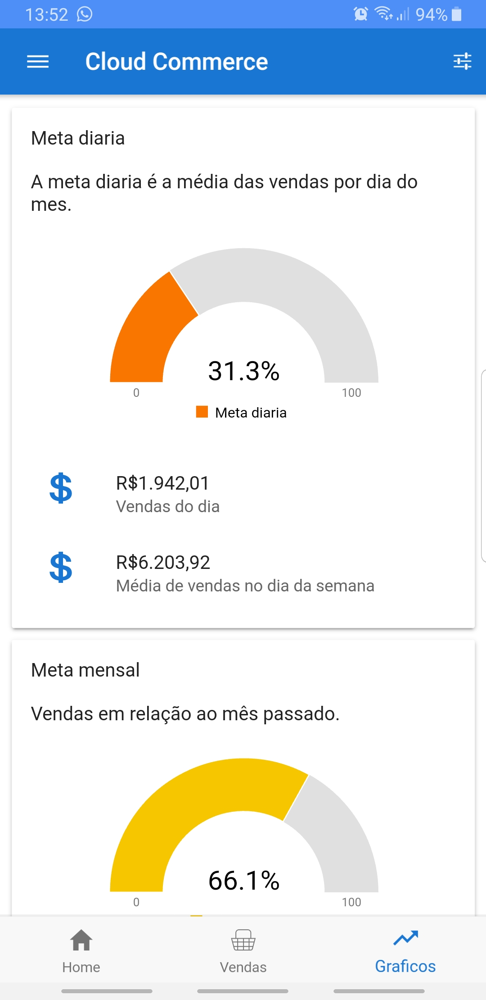 13:52 94%
Cloud Commerce
Meta diaria
A meta diaria é a média das vendas por dia do
mes.
31.3%
0 100
Meta diaria
R$1.942,01
Vendas do dia
R$6.203,92
Média de vendas no dia da semana
Meta mensal
Vendas em relação ao mês passado.
66.1%
0 100
Home Vendas Graficos